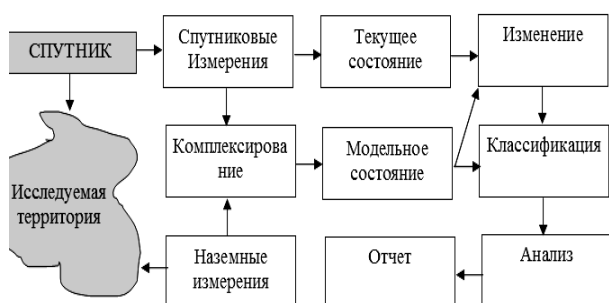 СПУТНИК
Спутниковые
Измерения
Текущее
состояние
Изменение
Исследуемая
территория
Комплексирова
ние
Модельное
состояние
Классификация
Наземные
измерения
Отчет
Анализ